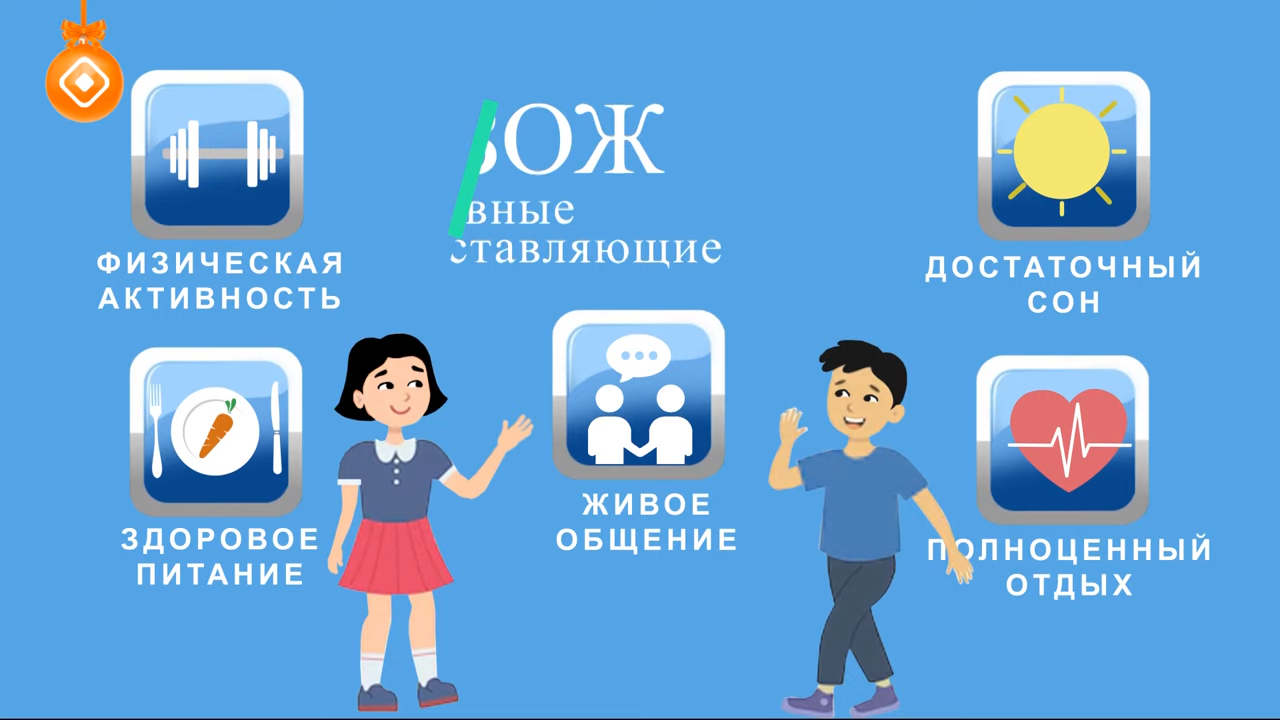 ЗОЖ
вные
ставляющие
ФИЗИЧЕСКАЯ
АКТИВНОСТЬ
ДОСТАТОЧНЫЙ
СОН
ЗДОРОВОЕ
ПИТАНИЕ
ЖИВОЕ
ОБЩЕНИЕ
ПОЛНОЦЕННЫЙ
ОТДЫХ